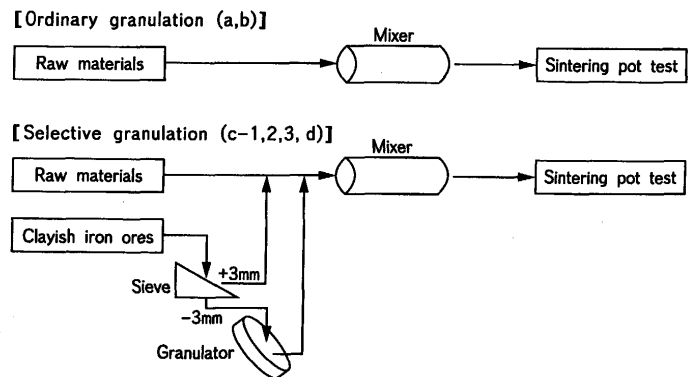 [Ordinary granulation (a,b)]
Mixer
Raw materials
Sintering pot test
[Selective granulation (c-1,2,3, d)]
Mixer
Raw materials
Sintering pot test
Clayish iron ores
+3mm
Sieve
-3mm
Granulator